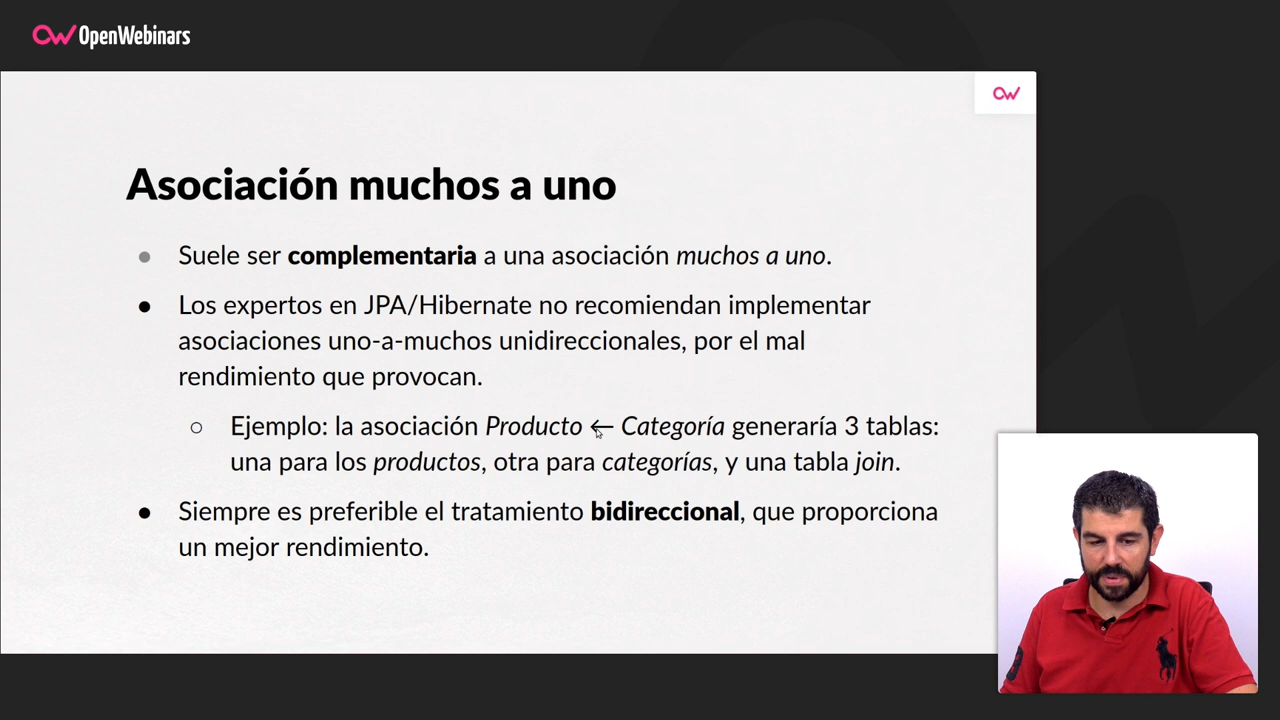 OpenWebinars
Asociación muchos a uno
● Suele ser complementaria a una asociación muchos a uno.
● Los expertos en JPA/Hibernate no recomiendan implementar
asociaciones uno-a-muchos unidireccionales, por el mal
rendimiento que provocan.
○ Ejemplo: la asociación Producto ← Categoría generaría 3 tablas:
una para los productos, otra para categorías, y una tabla join.
● Siempre es preferible el tratamiento bidireccional, que proporciona
un mejor rendimiento.